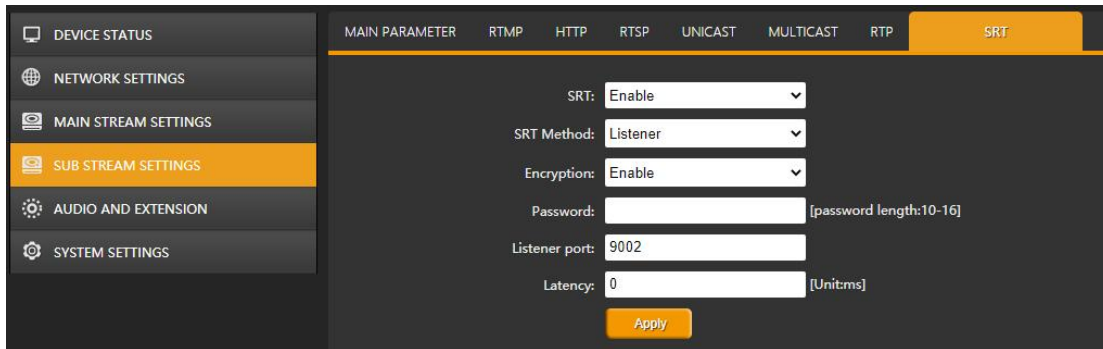 DEVICE STATUS
NETWORK SETTINGS
MAIN STREAM SETTINGS
SUB STREAM SETTINGS
AUDIO AND EXTENSION
SYSTEM SETTINGS
MAIN PARAMETER RTMP HTTP RTSP UNICAST MULTICAST RTP SRT
SRT: Enable
SRT Method: Listener
Encryption: Enable
Password: [password length:10-16]
Listener port: 9002
Latency: 0 [Unit:ms]
Apply